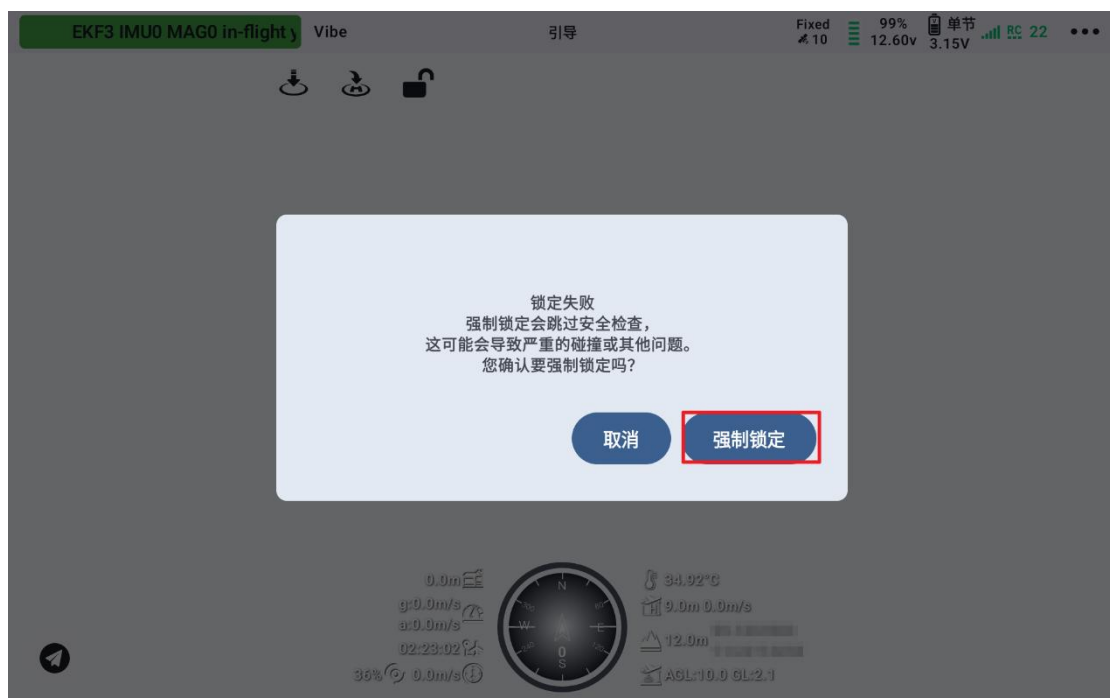 EKF3 IMU0 MAG0 in-flight y
Vibe
引导
Fixed
10
99%
12.60v
单节
3.15V
RC 22
锁定失败
强制锁定会跳过安全检查，
这可能会导致严重的碰撞或其他问题。
您确认要强制锁定吗？
取消
强制锁定
0.0m
g:0.0m/s
a:0.0m/s
02:23:02
36% 0.0m/s
N
W
E
S
0
34.92°C
9.0m 0.0m/s
12.0m
AGL:10.0 GL:2.1